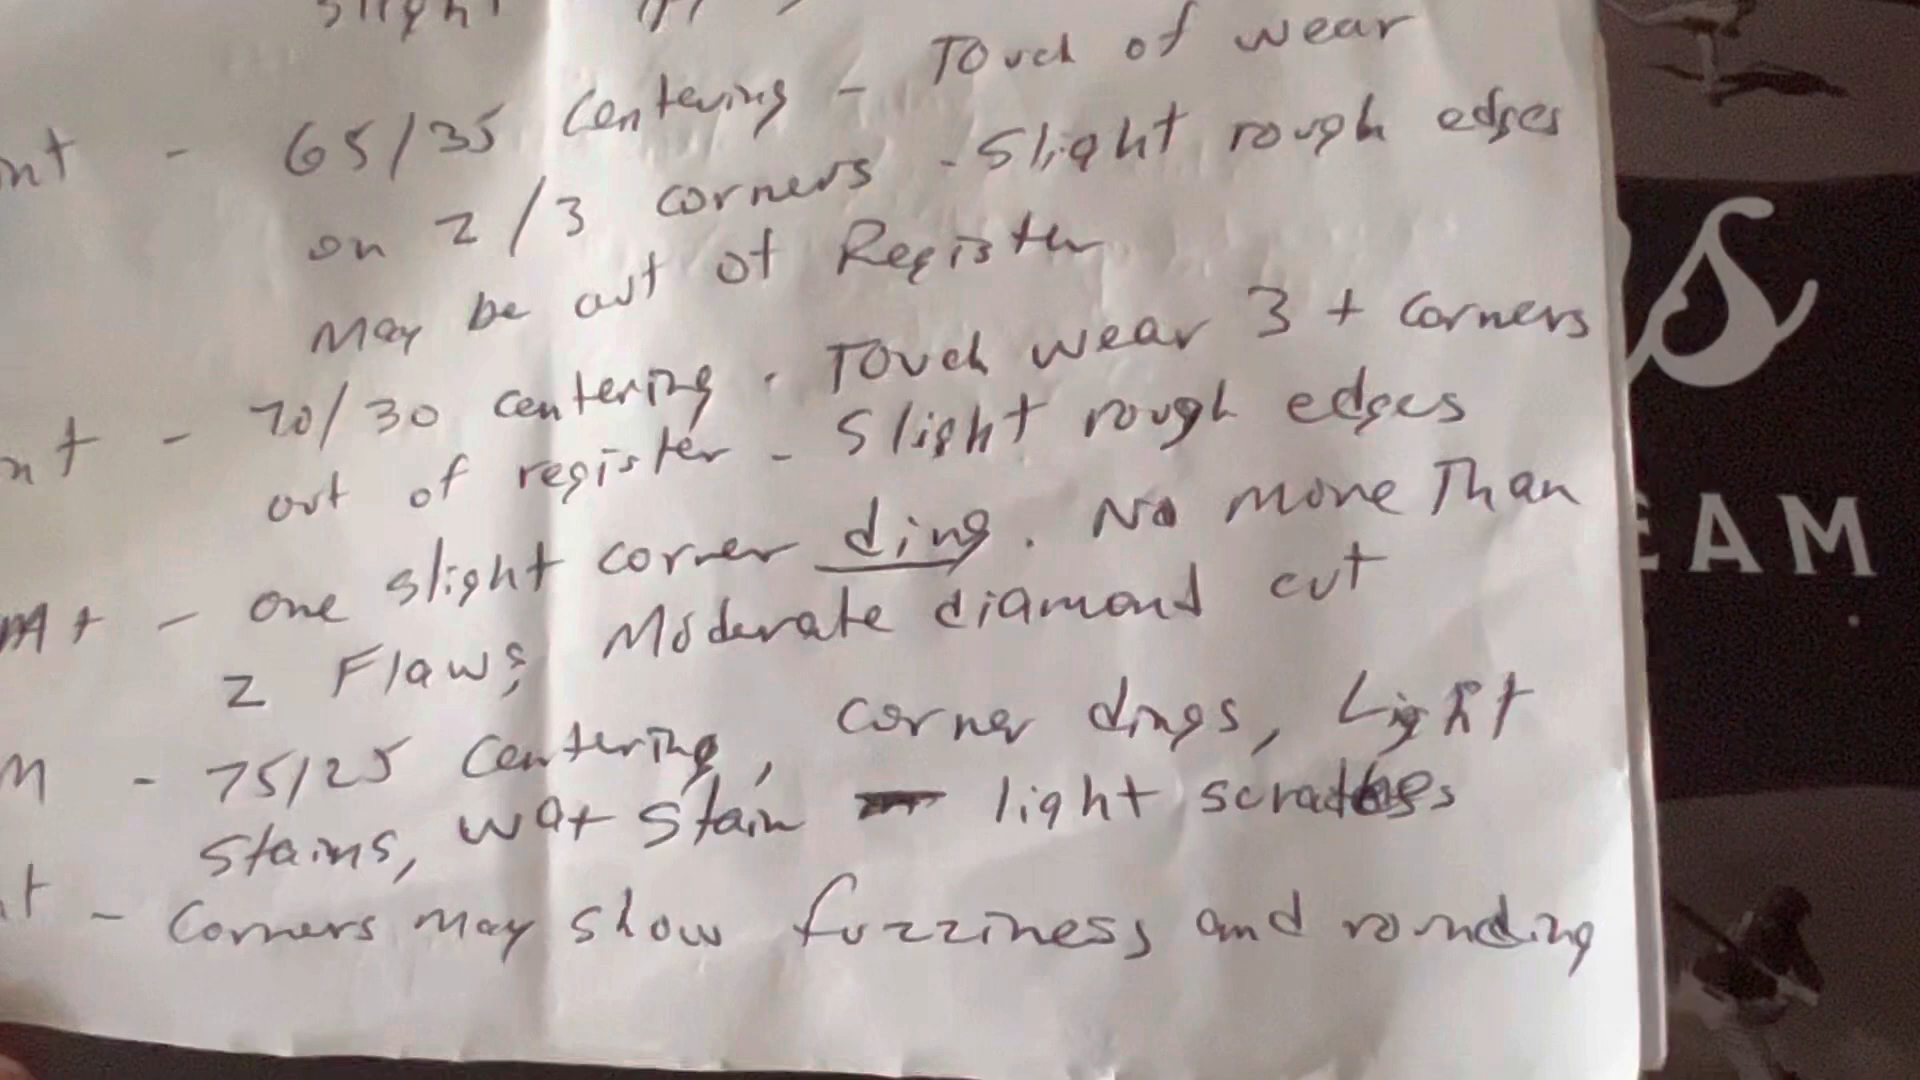 slight
nt - 65/35 Centering - Touch of wear
on 2/3 corners - Slight rough edges
May be out of Register
nt - 70/30 centering . Touch wear 3 + corners
out of register - Slight rough edges
mt - one slight corner ding. No more Than
2 Flaws; Moderate diamond cut
M - 75/25 Centering, corner dings, Light
Stains, wax Stain light scratches
t - Corners may show fuzziness and rounding
S
EAM